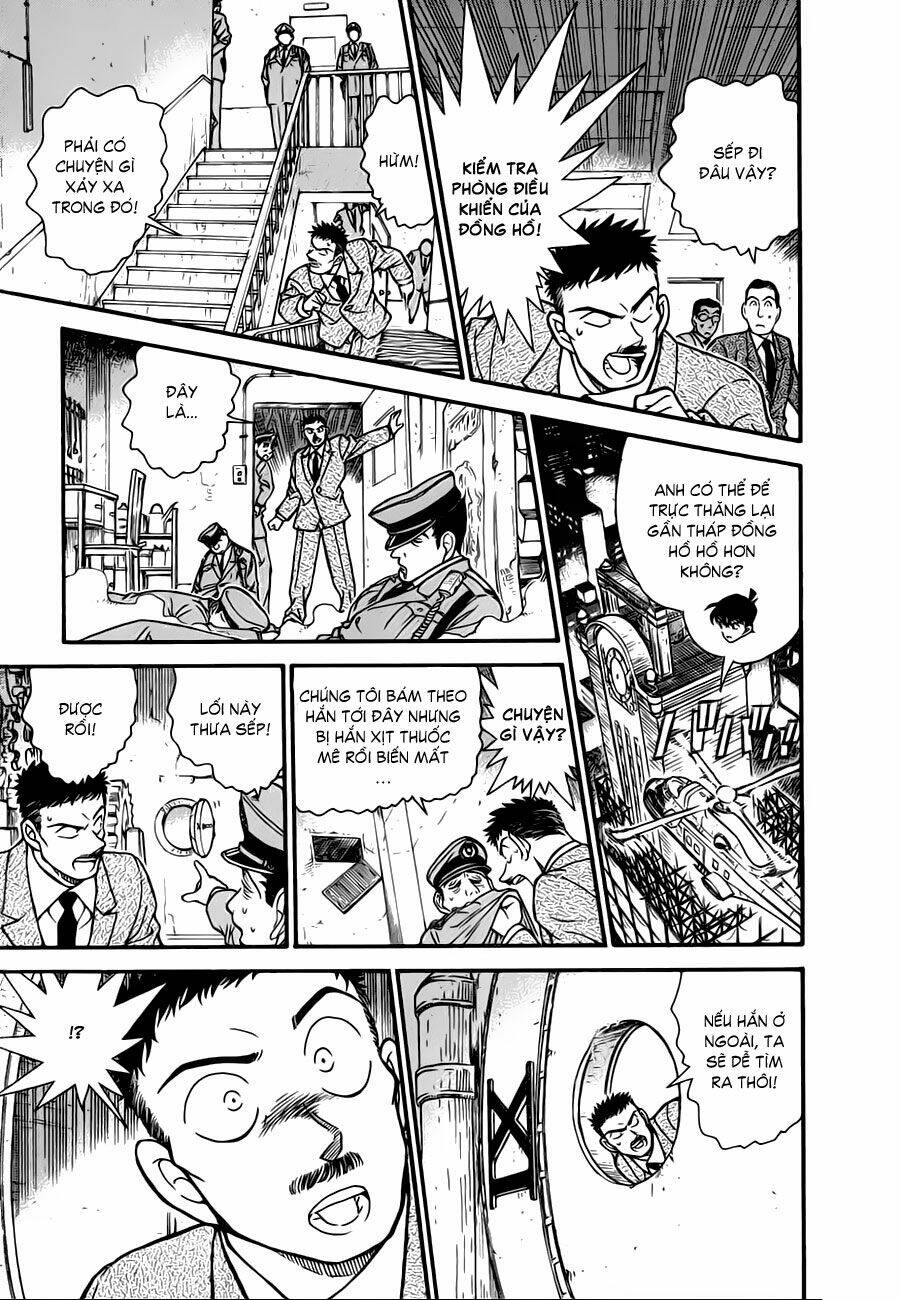 SẾP ĐI
ĐÂU VẬY?
KIỂM TRA
PHÒNG ĐIỀU
KHIỂN CỦA
ĐỒNG HỒ!
HỪM!
PHẢI CÓ
CHUYỆN GÌ
XẢY XA
TRONG ĐÓ!
ANH CÓ THỂ ĐỂ
TRỰC THĂNG LẠI
GẦN THÁP ĐỒNG
HỒ HỒ HƠN
KHÔNG?
ĐÂY
LÀ...
CHUYỆN
GÌ VẬY?
CHÚNG TÔI BÁM THEO
HẮN TỚI ĐÂY NHƯNG
BỊ HẮN XỊT THUỐC
MÊ RỒI BIẾN MẤT
...
LỐI NÀY
THƯA SẾP!
ĐƯỢC
RỒI!
NẾU HẮN Ở
NGOÀI, TA
SẼ DỄ TÌM
RA THÔI!
!?